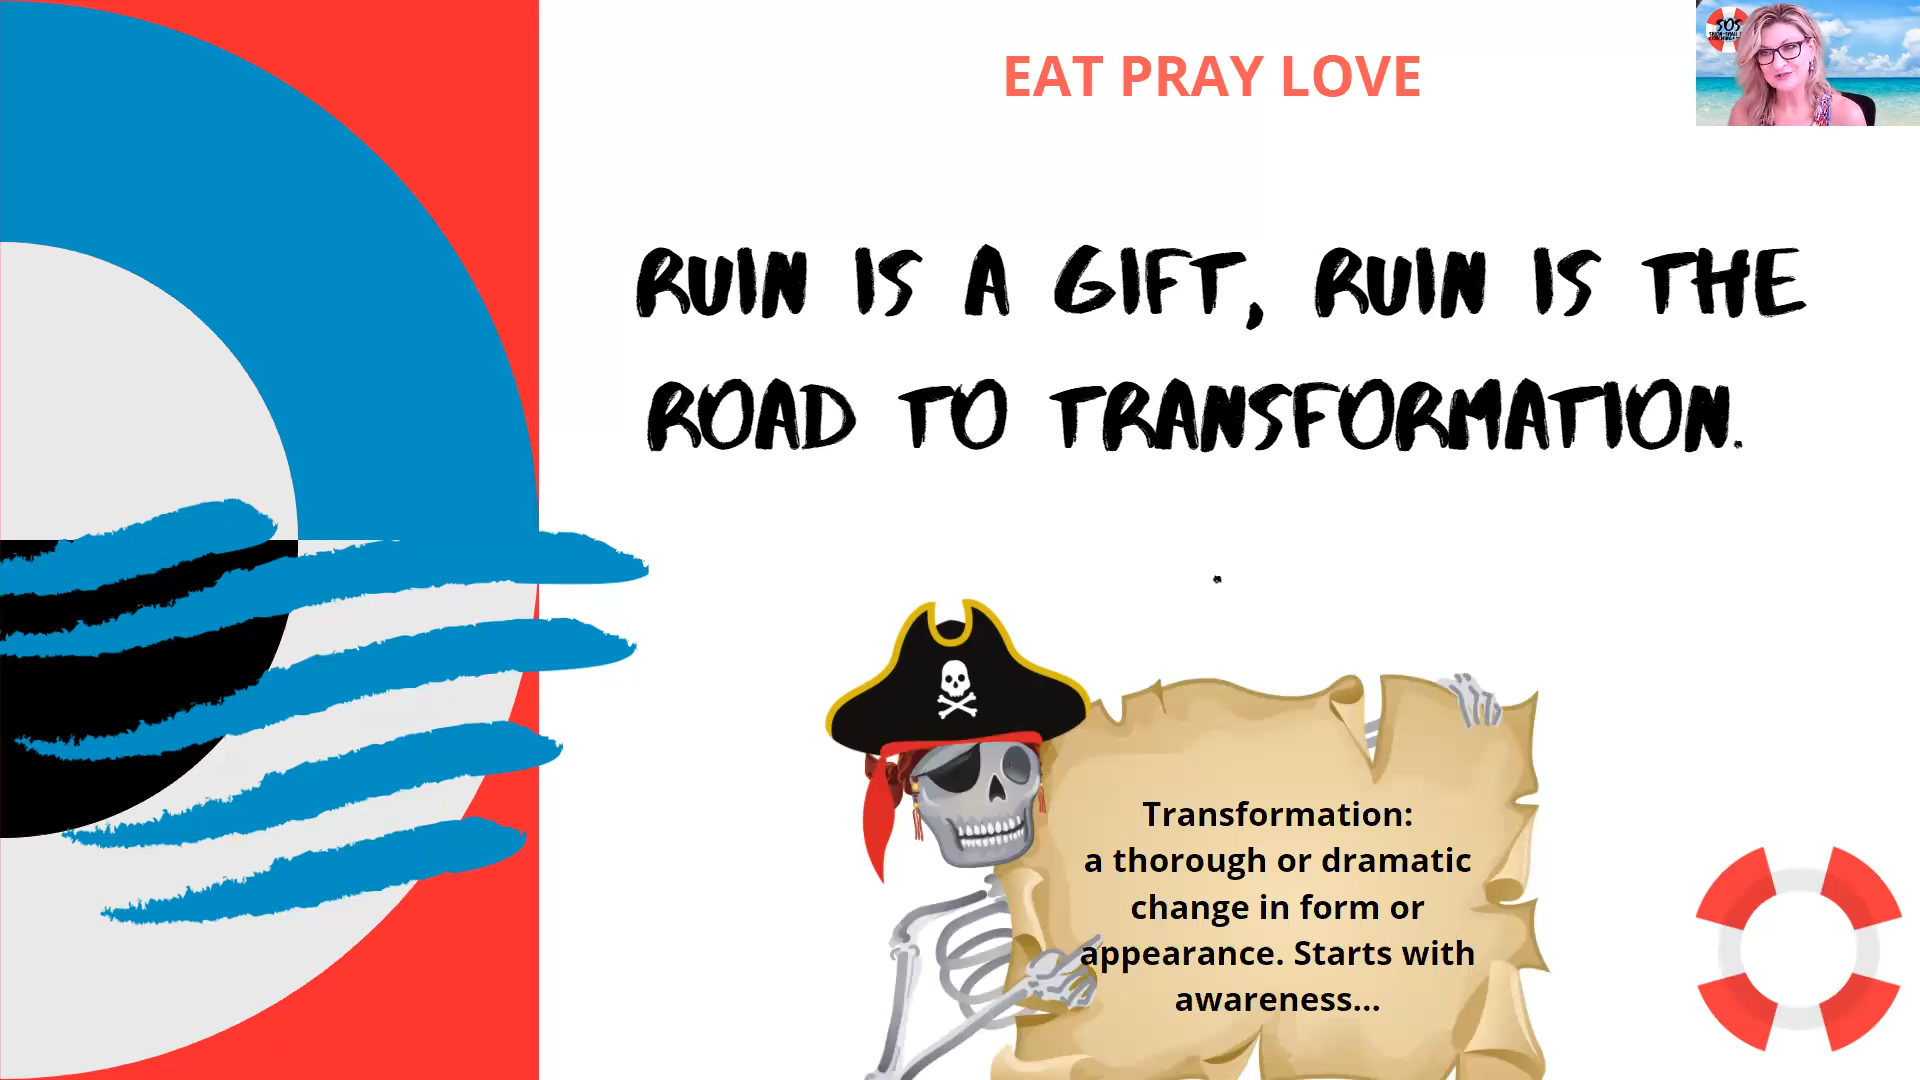 EAT PRAY LOVE
SOS
RUIN IS A GIFT, RUIN IS THE
ROAD TO TRANSFORMATION.
.
Transformation:
a thorough or dramatic
change in form or
appearance. Starts with
awareness...